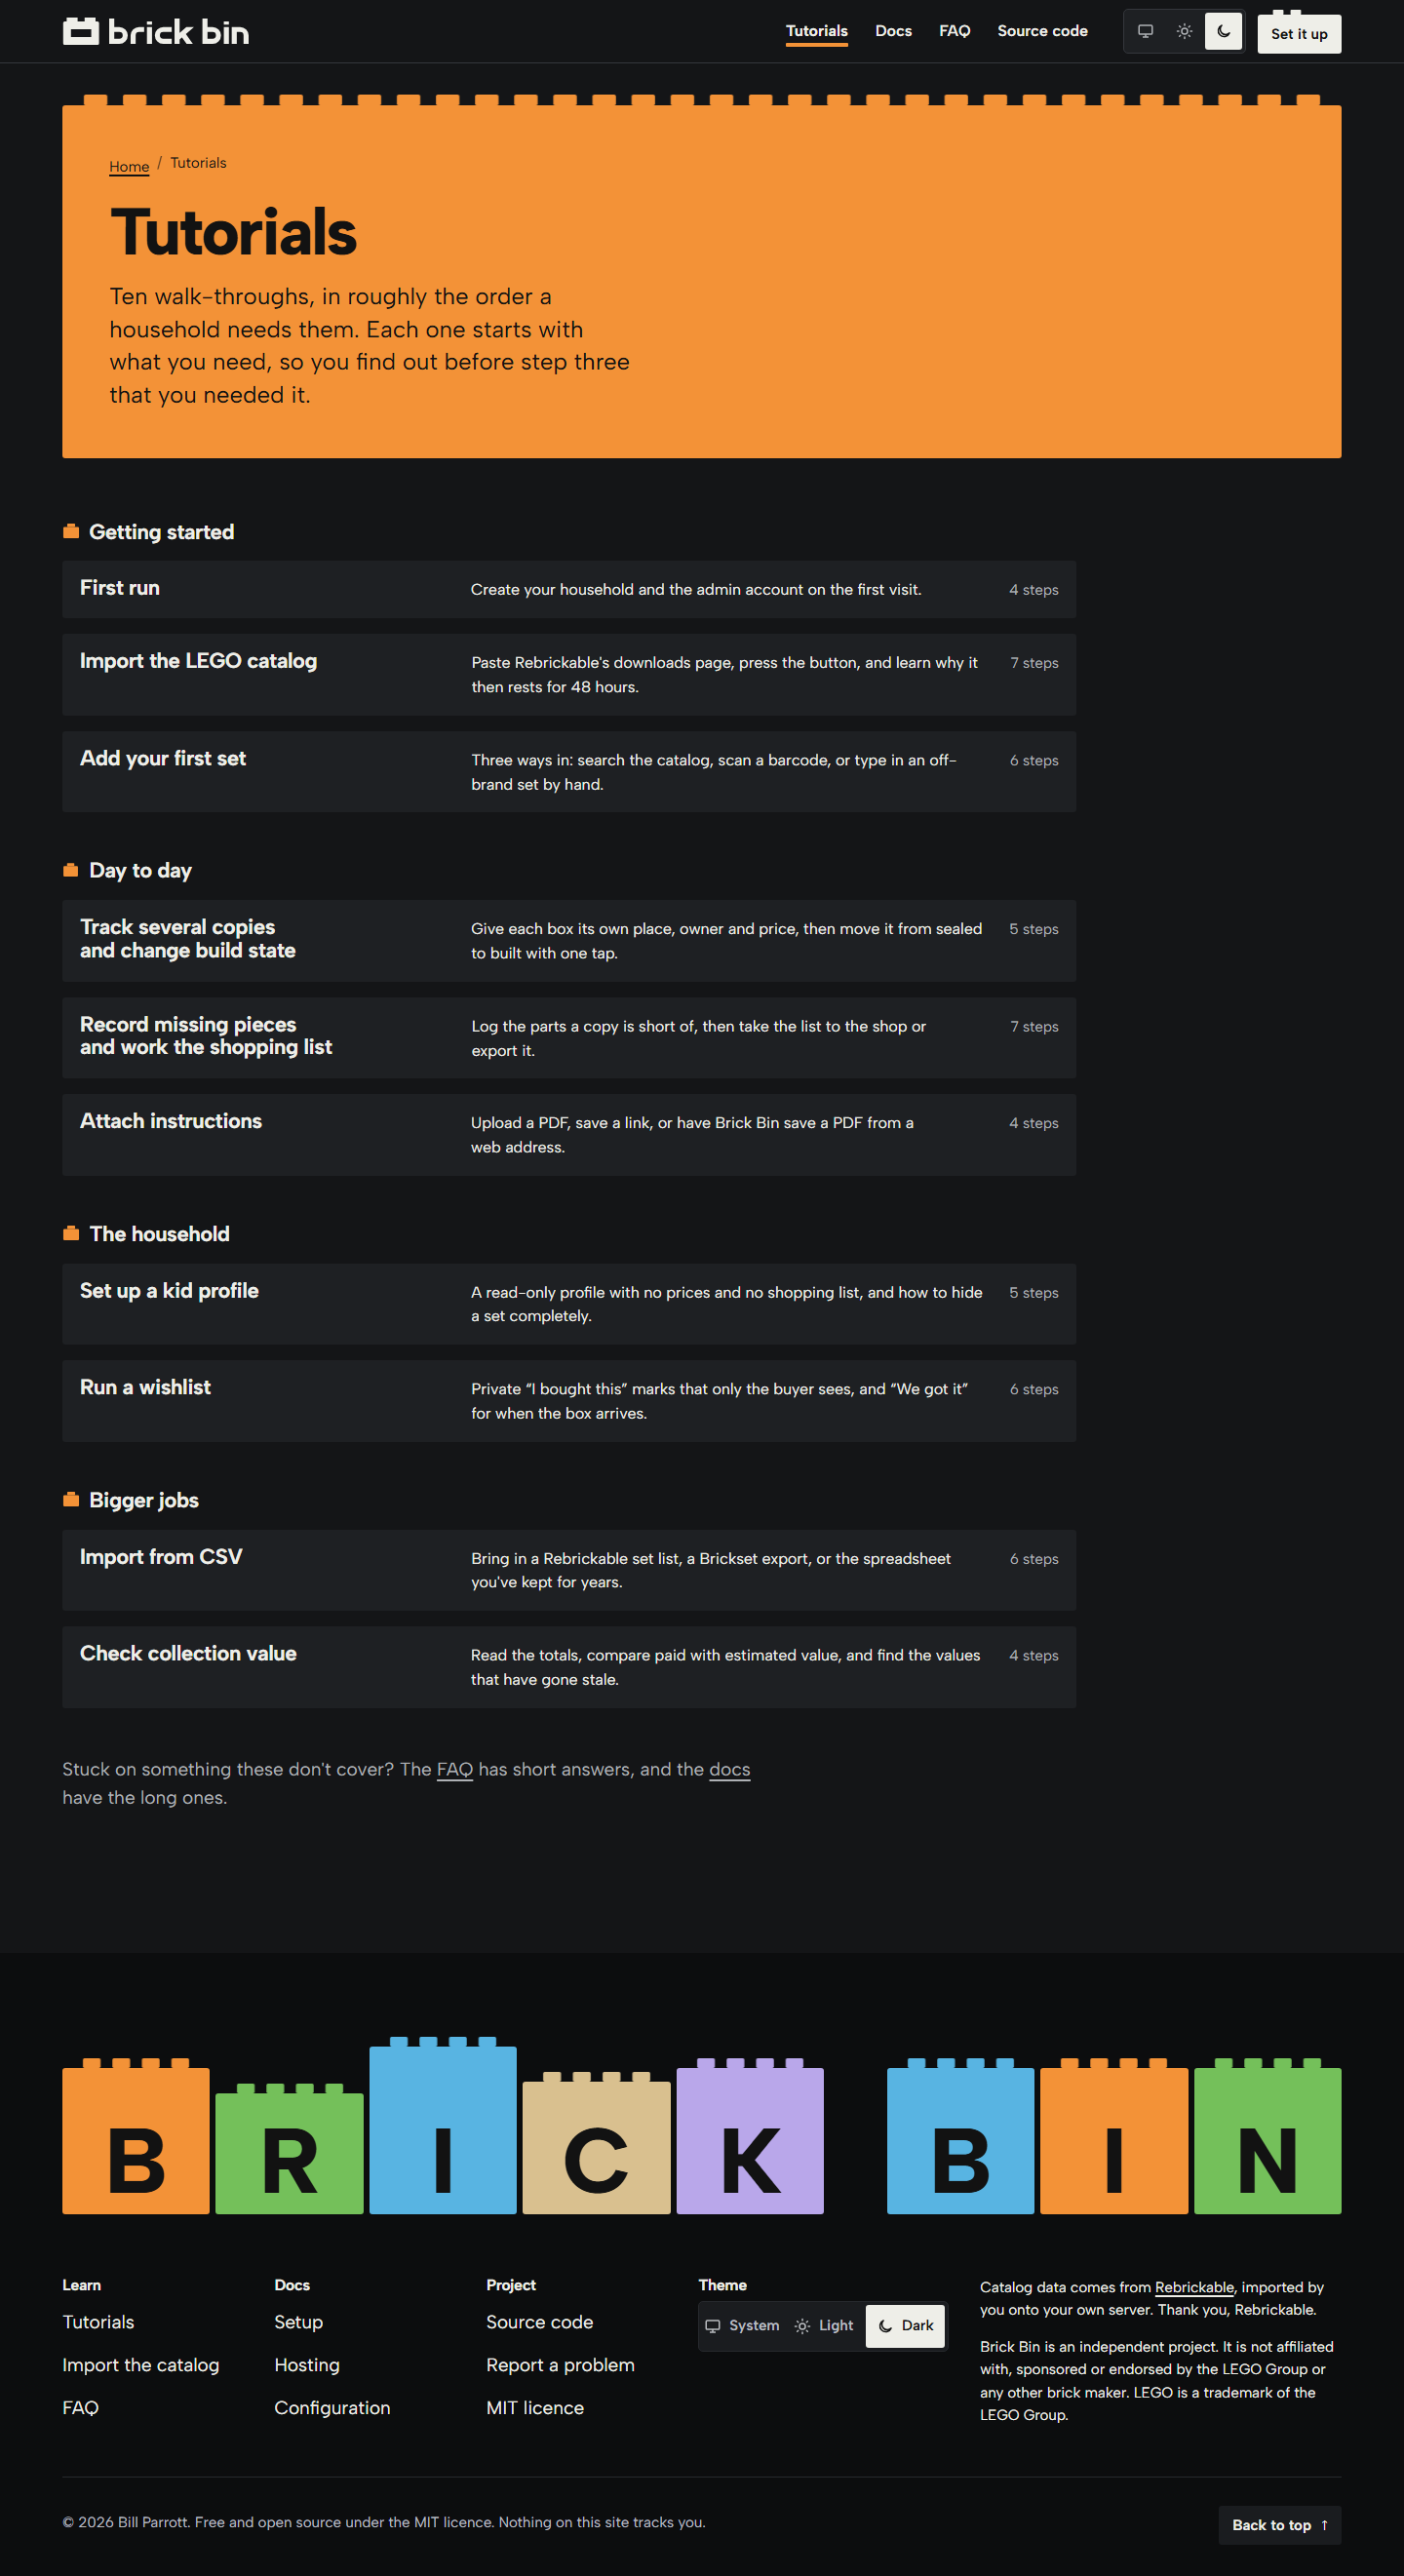 brick bin
Tutorials
Docs
FAQ
Source code
Set it up
Home / Tutorials
Tutorials
Ten walk-throughs, in roughly the order a
household needs them. Each one starts with
what you need, so you find out before step three
that you needed it.
Getting started
First run
Create your household and the admin account on the first visit.
4 steps
Import the LEGO catalog
Paste Rebrickable's downloads page, press the button, and learn why it
then rests for 48 hours.
7 steps
Add your first set
Three ways in: search the catalog, scan a barcode, or type in an off-
brand set by hand.
6 steps
Day to day
Track several copies
and change build state
Give each box its own place, owner and price, then move it from sealed
to built with one tap.
5 steps
Record missing pieces
and work the shopping list
Log the parts a copy is short of, then take the list to the shop or
export it.
7 steps
Attach instructions
Upload a PDF, save a link, or have Brick Bin save a PDF from a
web address.
4 steps
The household
Set up a kid profile
A read-only profile with no prices and no shopping list, and how to hide
a set completely.
5 steps
Run a wishlist
Private “I bought this” marks that only the buyer sees, and “We got it”
for when the box arrives.
6 steps
Bigger jobs
Import from CSV
Bring in a Rebrickable set list, a Brickset export, or the spreadsheet
you've kept for years.
6 steps
Check collection value
Read the totals, compare paid with estimated value, and find the values
that have gone stale.
4 steps
Stuck on something these don't cover? The FAQ has short answers, and the docs
have the long ones.
BRICK BIN
Learn
Tutorials
Import the catalog
FAQ
Docs
Setup
Hosting
Configuration
Project
Source code
Report a problem
MIT licence
Theme
System
Light
Dark
Catalog data comes from Rebrickable, imported by
you onto your own server. Thank you, Rebrickable.
Brick Bin is an independent project. It is not affiliated
with, sponsored or endorsed by the LEGO Group or
any other brick maker. LEGO is a trademark of the
LEGO Group.
© 2026 Bill Parrott. Free and open source under the MIT licence. Nothing on this site tracks you.
Back to top ↑